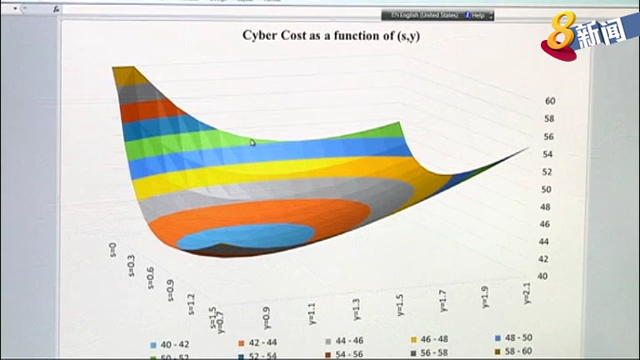 EN English (United States) Help
8新闻
Cyber Cost as a function of (s,y)
60
58
56
54
52
50
48
46
44
42
40
s=0
s=0.3
s=0.6
s=0.9
s=1.2
s=1.5
y=0.7
y=0.9
y=1.1
y=1.3
y=1.5
y=1.7
y=1.9
y=2.1
40 - 42
42 - 44
44 - 46
46 - 48
48 - 50
50 - 52
52 - 54
54 - 56
56 - 58
58 - 60